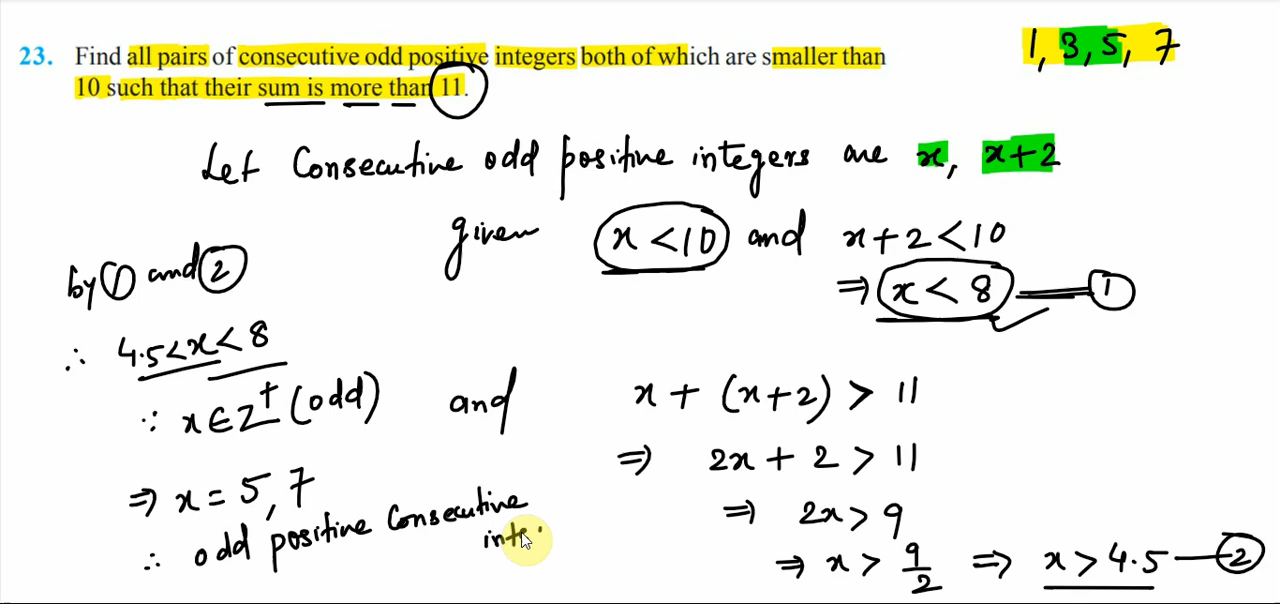 23. Find all pairs of consecutive odd positive integers both of which are smaller than
10 such that their sum is more than 11.
1, 3, 5, 7
Let Consecutive odd positive integers are x, x+2
given x < 10 and x+2 < 10
⇒ x < 8 — 1
and x + (x+2) > 11
⇒ 2x + 2 > 11
⇒ 2x > 9
⇒ x > 9/2 ⇒ x > 4.5 — 2
by 1 and 2
∴ 4.5 < x < 8
∵ x ∈ Z⁺ (odd)
⇒ x = 5, 7
∴ odd positive Consecutive